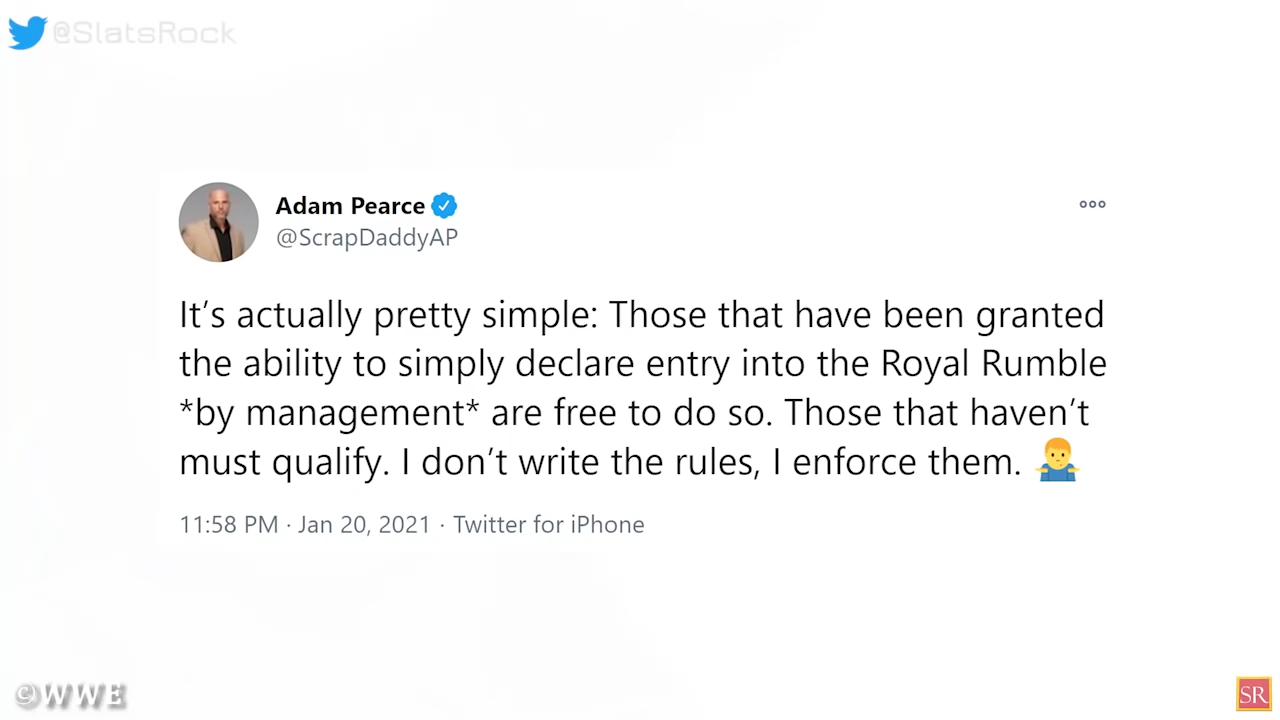 @SlatsRock
Adam Pearce
@ScrapDaddyAP
It’s actually pretty simple: Those that have been granted
the ability to simply declare entry into the Royal Rumble
*by management* are free to do so. Those that haven’t
must qualify. I don’t write the rules, I enforce them. 🤷‍♂️
11:58 PM · Jan 20, 2021 · Twitter for iPhone
©WWE
SR